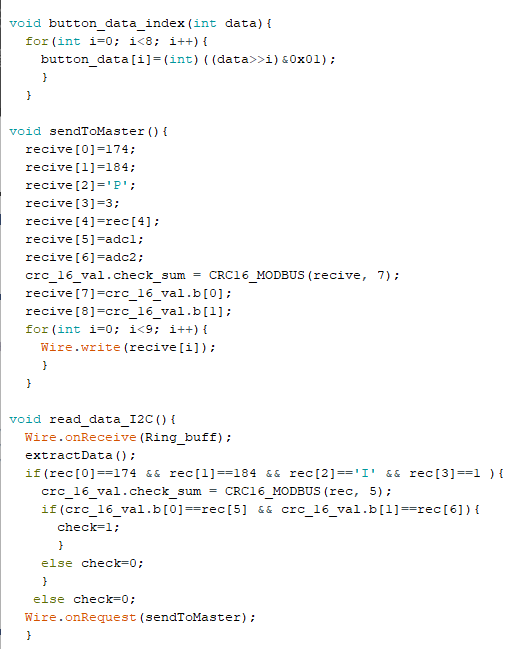 void button_data_index(int data){
  for(int i=0; i<8; i++){
    button_data[i]=(int)((data>>i)&0x01);
    }
  }

void sendToMaster(){
  recive[0]=174;
  recive[1]=184;
  recive[2]='P';
  recive[3]=3;
  recive[4]=rec[4];
  recive[5]=adc1;
  recive[6]=adc2;
  crc_16_val.check_sum = CRC16_MODBUS(recive, 7);
  recive[7]=crc_16_val.b[0];
  recive[8]=crc_16_val.b[1];
  for(int i=0; i<9; i++){
    Wire.write(recive[i]);
    }
  }

void read_data_I2C(){
  Wire.onReceive(Ring_buff);
  extractData();
  if(rec[0]==174 && rec[1]==184 && rec[2]=='I' && rec[3]==1 ){
    crc_16_val.check_sum = CRC16_MODBUS(rec, 5);
    if(crc_16_val.b[0]==rec[5] && crc_16_val.b[1]==rec[6]){
      check=1;
      }
    else check=0;
    }
   else check=0;
  Wire.onRequest(sendToMaster);
  }